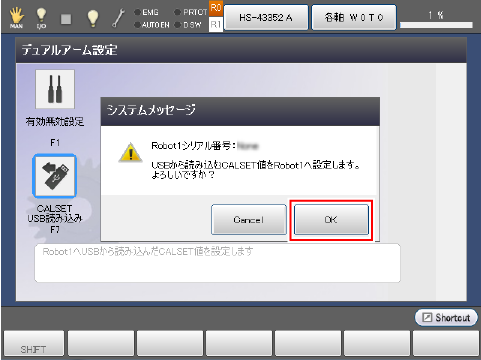 MAN
I/O
EMG
PRTCT
AUTO EN
D SW
R0
R1
HS-43352 A
各軸 W0T0
1 %
デュアルアーム設定
有効無効設定
F1
CALSET
USB読み込み
F7
システムメッセージ
Robot1シリアル番号:
USBから読み込むCALSET値をRobot1へ設定します。
よろしいですか?
Cancel
OK
Robot1へUSBから読み込んだCALSET値を設定します
Shortcut
SHIFT